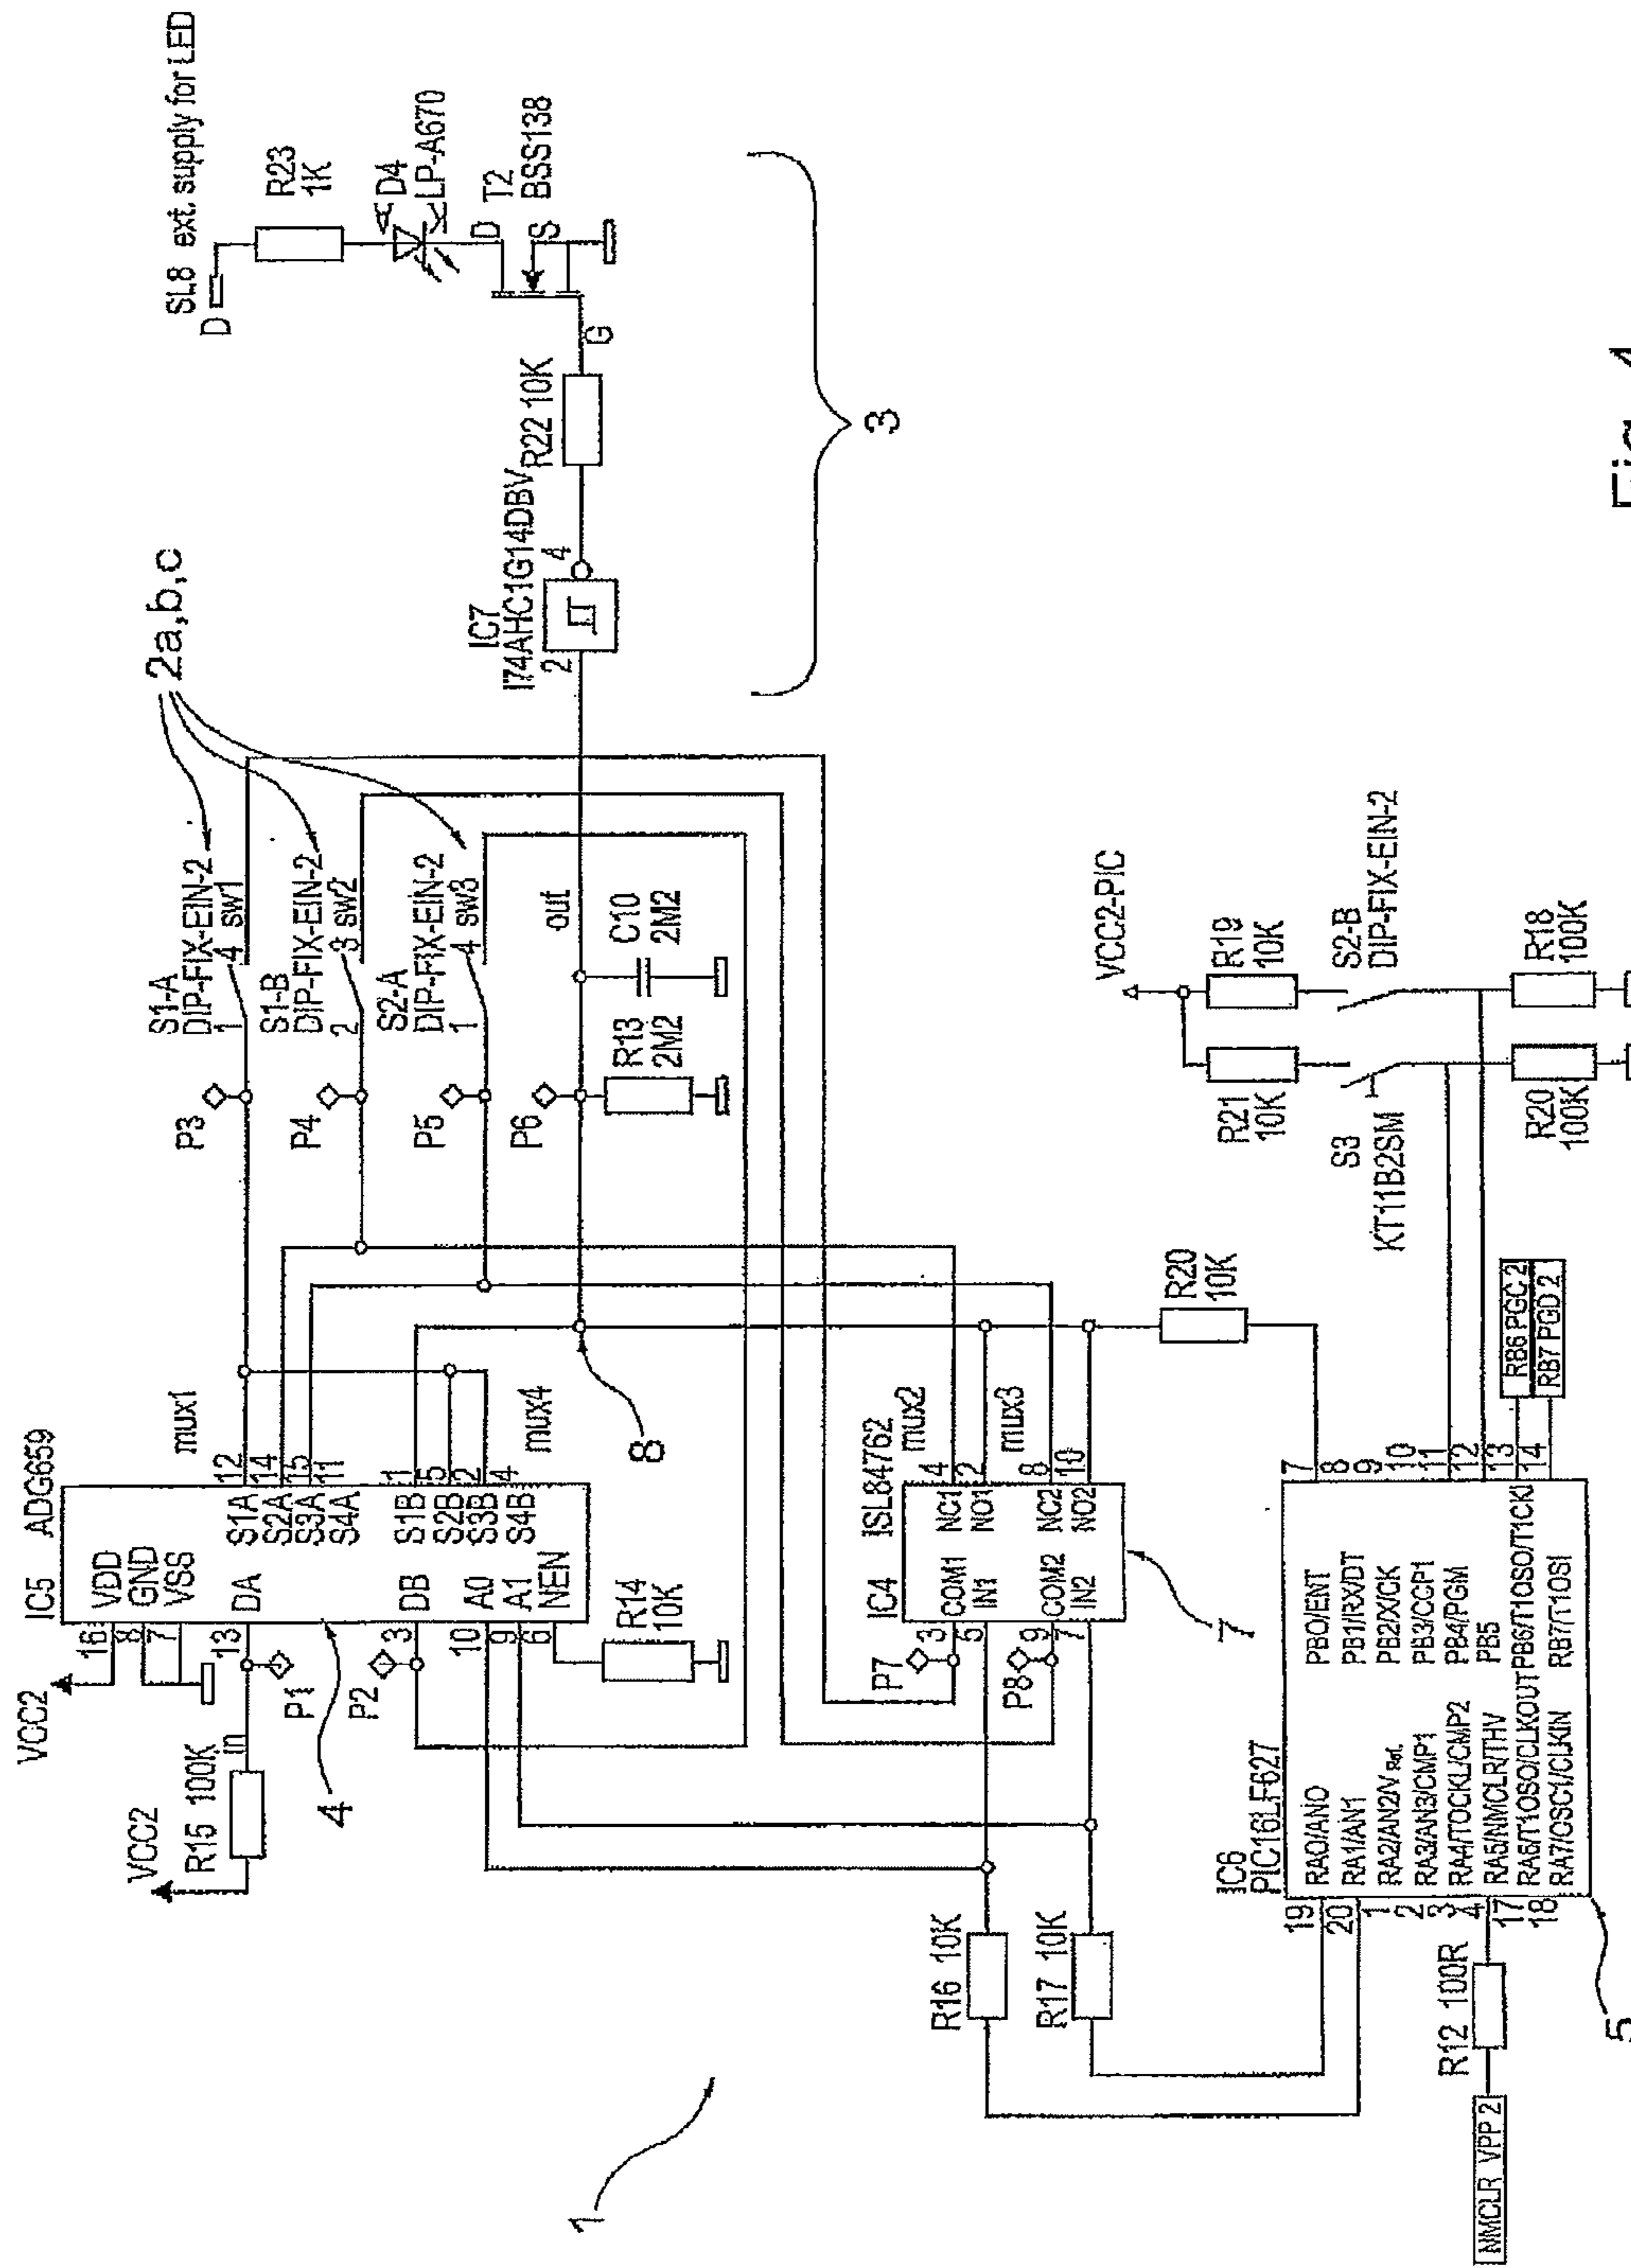 SL8 ext. supply for LED
D
R23
1K
D4
LP-A670
D
T2
S
BSS138
G
R22 10K
IC7
I74AHC1G14DBV
2
4
3
2a,b,c
S1-A
DIP-FIX-EIN-2
1
4 sw1
S1-B
DIP-FIX-EIN-2
2
3 sw2
S2-A
DIP-FIX-EIN-2
1
4 sw3
out
C10
2M2
R13
2M2
P3
P4
P5
P6
8
VCC2
VCC2
R15 100K
in
P1
P2
4
IC5 ADG659
16 VDD
8 GND
7 VSS
13 DA
3 DB
10 A0
9 A1
6 NEN
mux1
S1A 12
S2A 14
S3A 15
S4A 11
S1B 1
S2B 5
S3B 2
S4B 4
mux4
R14
10K
IC4 ISL84762
P7
3 COM1
5 IN1
P8
9 COM2
7 IN2
mux2
NC1 4
NO1 2
mux3
NC2 8
NO2 10
7
R16 10K
R17 10K
R20
10K
VCC2-PIC
R19
10K
R21
10K
S2-B
DIP-FIX-EIN-2
S3
KT11B2SM
R18
100K
R20
100K
IC6
PIC16LF627
19 RAO/ANO
20 RA1/AN1
1 RA2/AN2/V Ref.
2 RA3/AN3/CMP1
3 RA4/TOCKL/CMP2
4 RA5/NMCLR/THV
17 RA6/T1OSO/CLKOUT
18 RA7/OSC1/CLKIN
PBO/ENT 7
PB1/RX/DT 8
PB2/X/CK 9
PB3/CCP1 10
PB4/PGM 11
PB5 12
PB6/T1OSO/T1CKI 13
RB7/T1OSI 14
RB6 PGC 2
RB7 PGD 2
R12 100R
NMCLR VPP 2
5
1